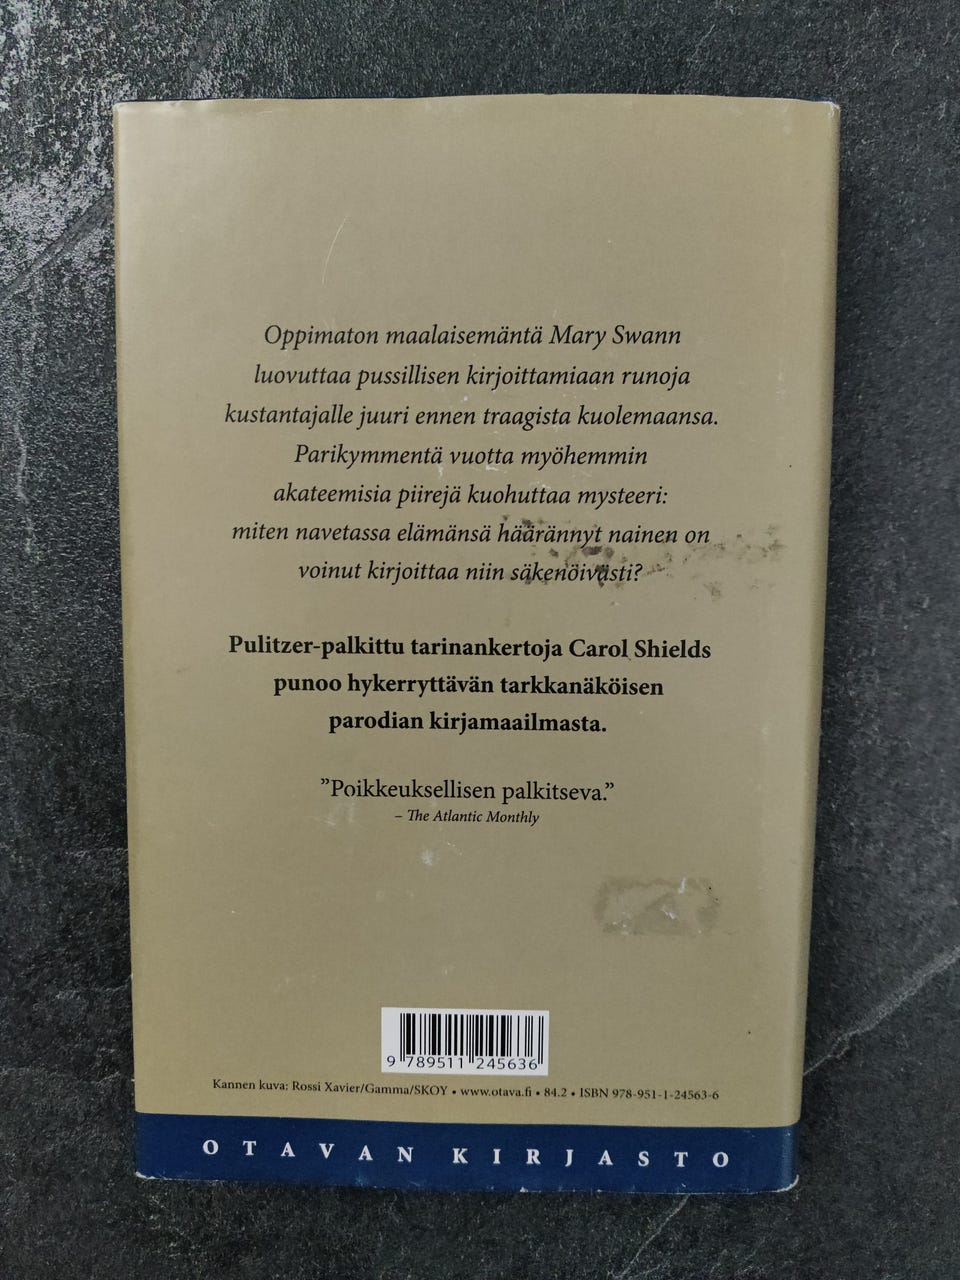 Oppimaton maalaisemäntä Mary Swann
luovuttaa pussillisen kirjoittamiaan runoja
kustantajalle juuri ennen traagista kuolemaansa.
Parikymmentä vuotta myöhemmin
akateemisia piirejä kuohuttaa mysteeri:
miten navetassa elämänsä häärännyt nainen on
voinut kirjoittaa niin säkenöivästi?
Pulitzer-palkittu tarinankertoja Carol Shields
punoo hykerryttävän tarkkanäköisen
parodian kirjamaailmasta.
”Poikkeuksellisen palkitseva.”
– The Atlantic Monthly
9 789511 245636
Kannen kuva: Rossi Xavier/Gamma/SKOY • www.otava.fi • 84.2 • ISBN 978-951-1-24563-6
OTAVAN KIRJASTO